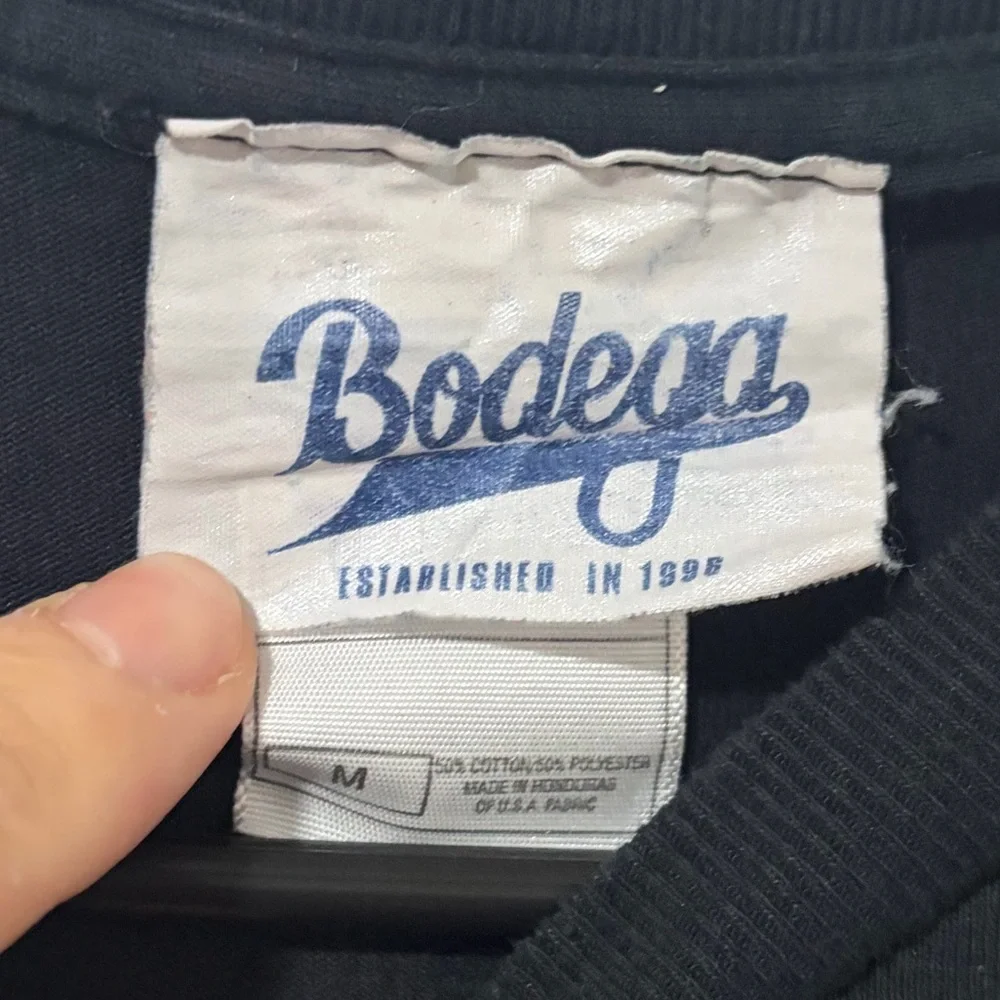 Bodega
ESTABLISHED IN 1996
M
50% COTTON/50% POLYESTER
MADE IN HONDURAS
OF U.S.A. FABRIC